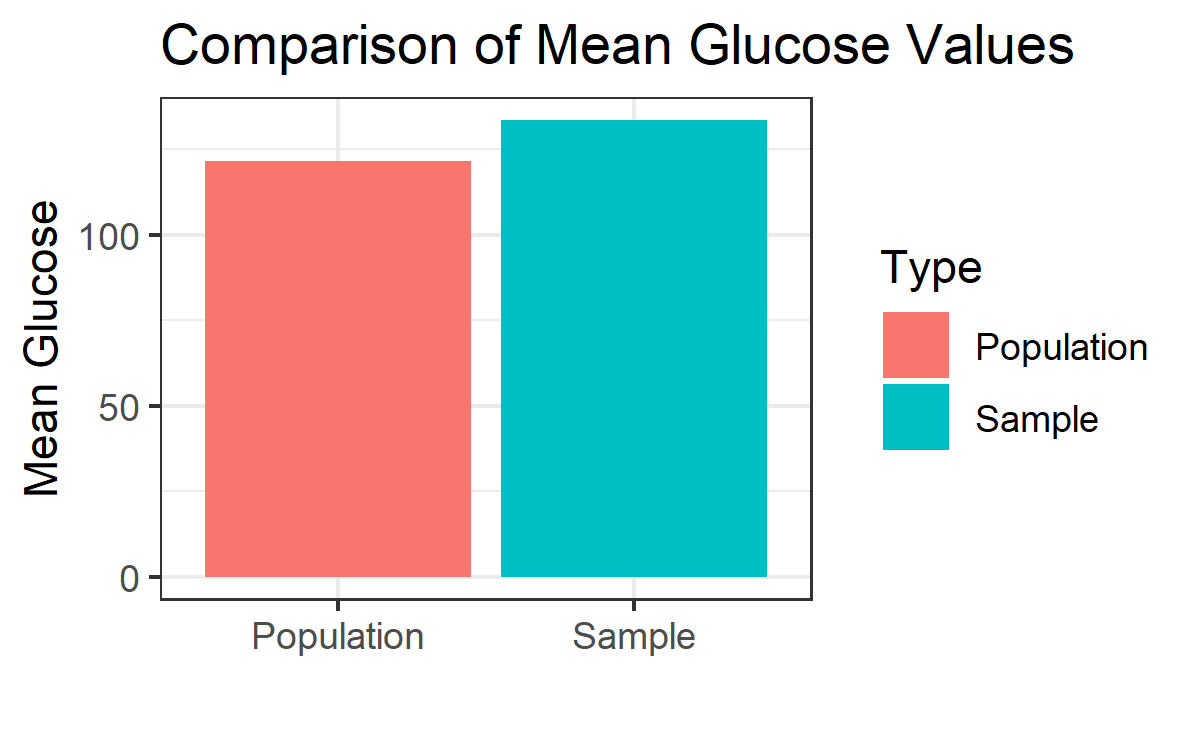 Comparison of Mean Glucose Values
Mean Glucose
100
50
0
Population
Sample
Type
Population
Sample